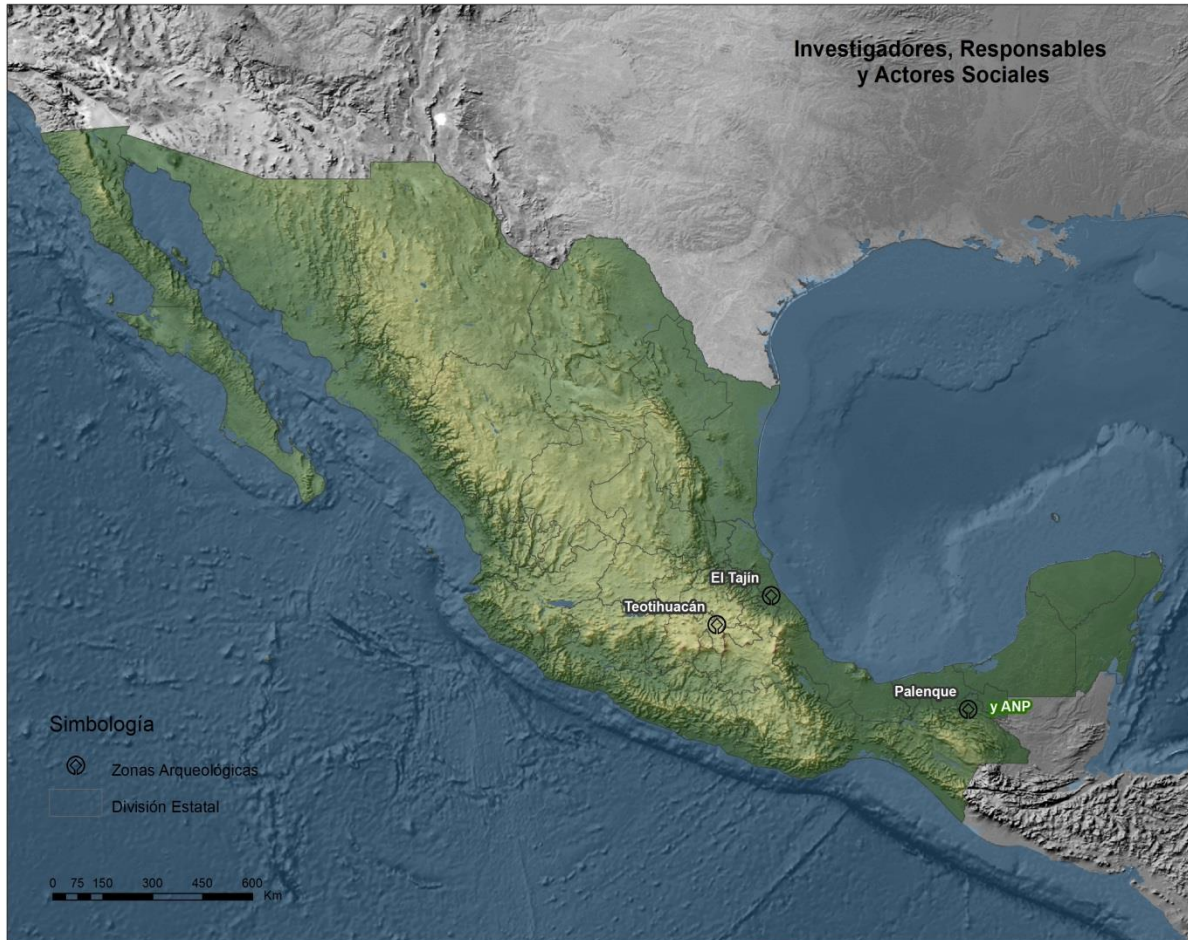 Investigadores, Responsables
y Actores Sociales
El Tajín
Teotihuacán
Palenque
y ANP
Simbología
Zonas Arqueológicas
División Estatal
0 75 150 300 450 600
Km